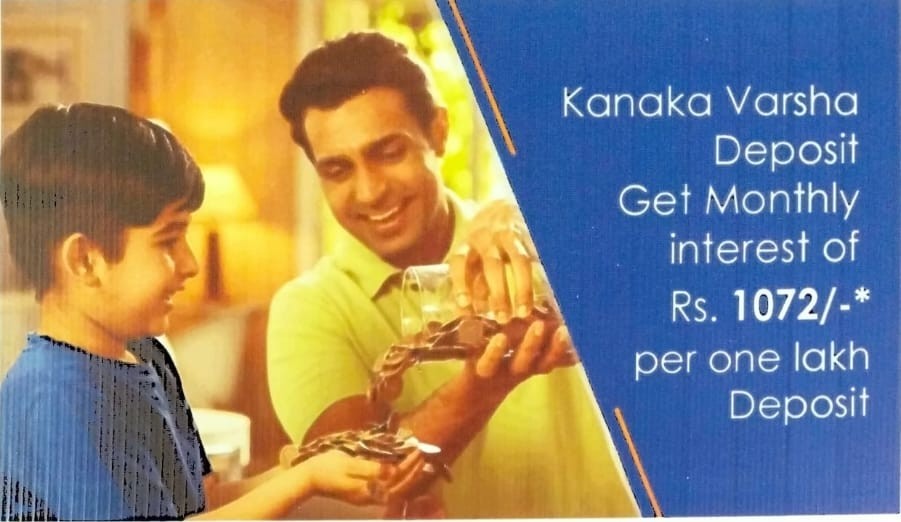 Kanaka Varsha
Deposit
Get Monthly
interest of
Rs. 1072/-*
per one lakh
Deposit